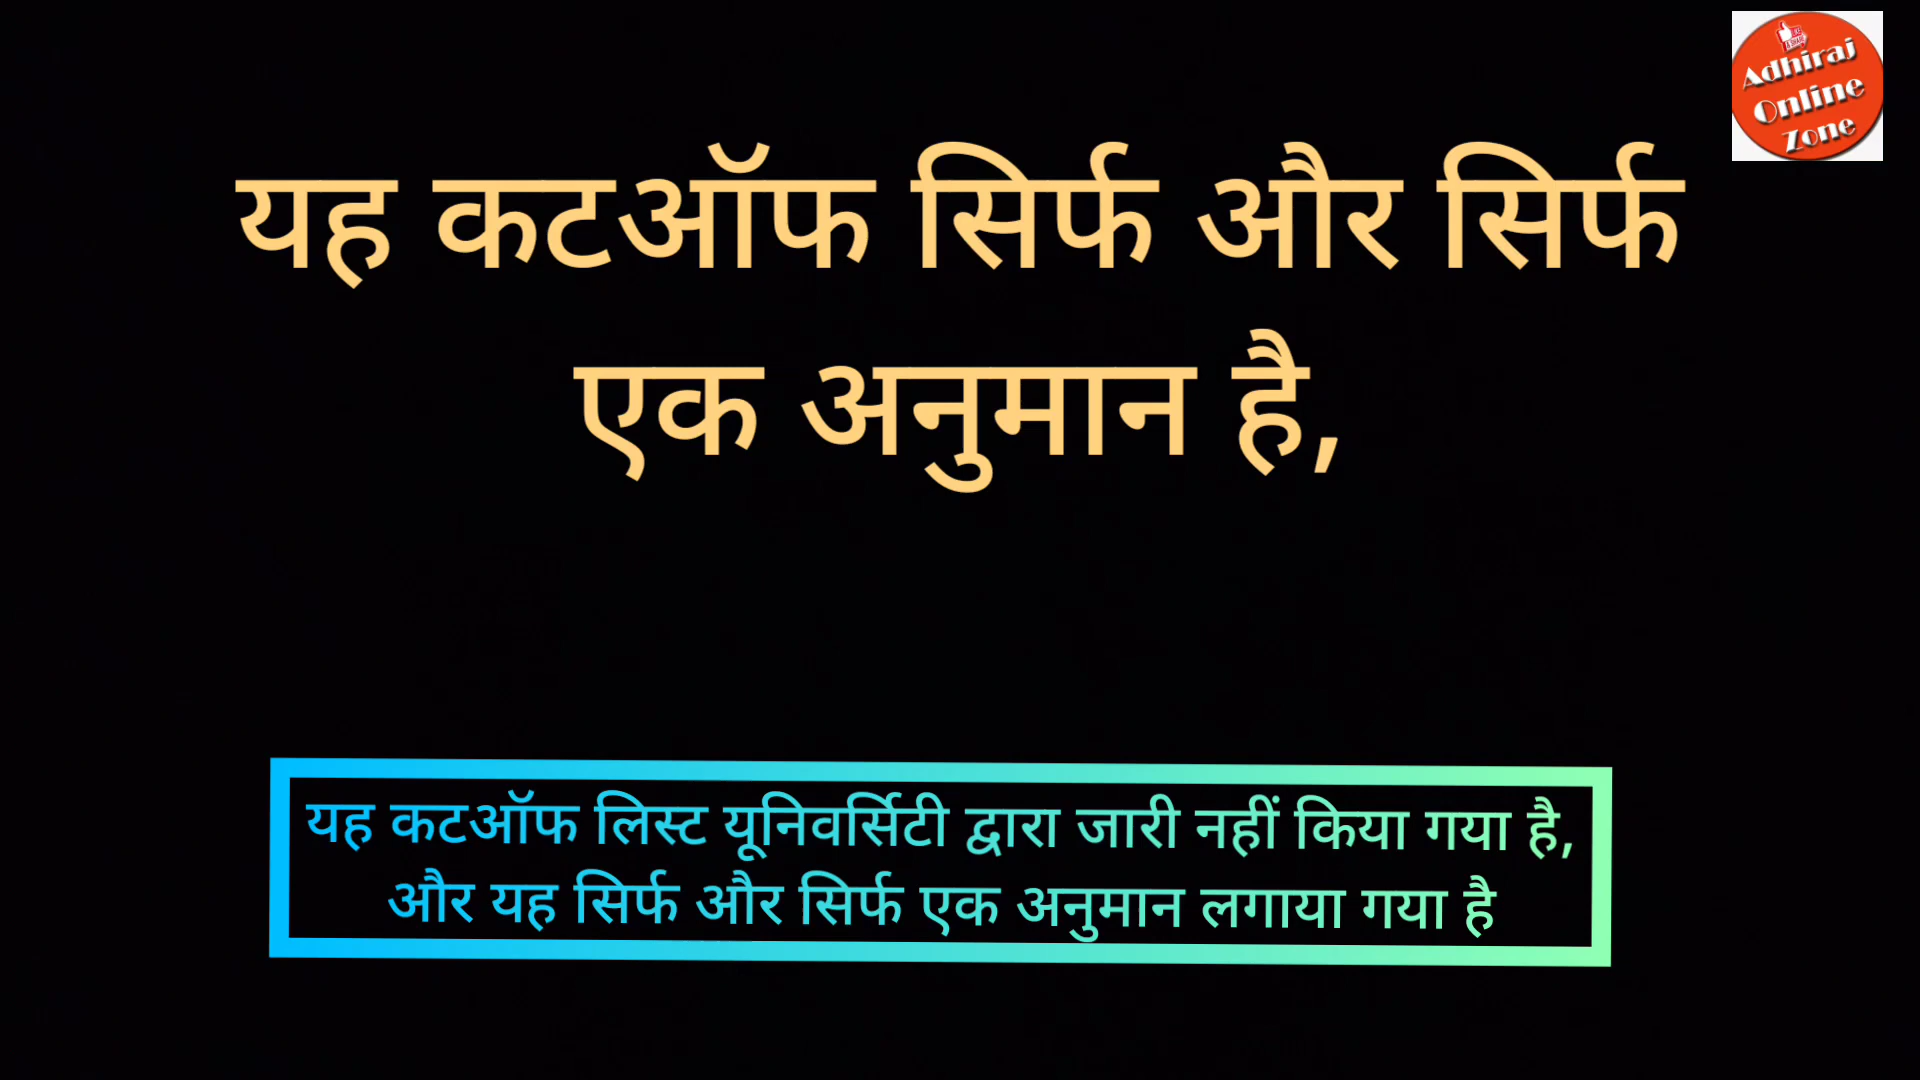 Adhiraj
Online
Zone
यह कटऑफ सिर्फ और सिर्फ
एक अनुमान है,
यह कटऑफ लिस्ट यूनिवर्सिटी द्वारा जारी नहीं किया गया है,
और यह सिर्फ और सिर्फ एक अनुमान लगाया गया है